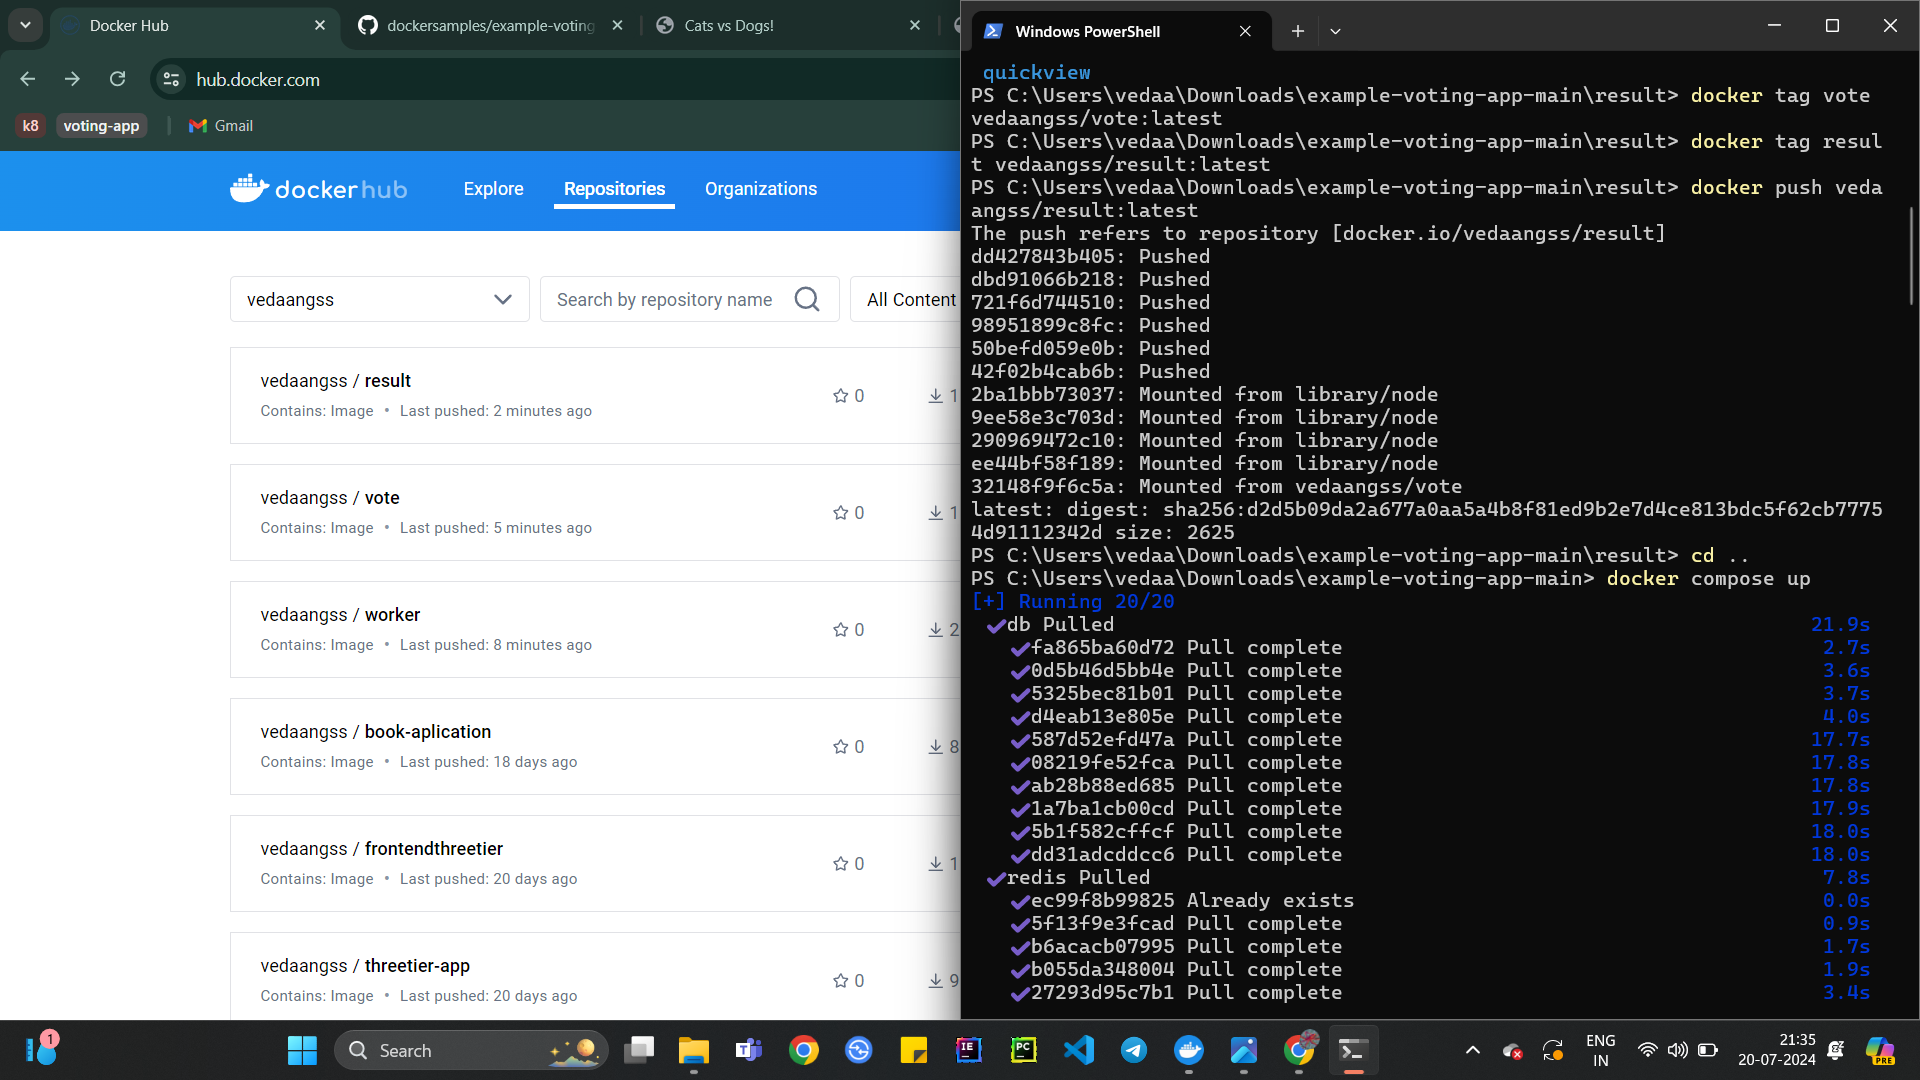 Docker Hub
dockersamples/example-voting
Cats vs Dogs!
hub.docker.com
k8
voting-app
Gmail
docker hub
Explore
Repositories
Organizations
vedaangss
Search by repository name
All Content
vedaangss / result
Contains: Image • Last pushed: 2 minutes ago
0
1
vedaangss / vote
Contains: Image • Last pushed: 5 minutes ago
0
1
vedaangss / worker
Contains: Image • Last pushed: 8 minutes ago
0
2
vedaangss / book-aplication
Contains: Image • Last pushed: 18 days ago
0
8
vedaangss / frontendthreetier
Contains: Image • Last pushed: 20 days ago
0
1
vedaangss / threetier-app
Contains: Image • Last pushed: 20 days ago
0
9
Windows PowerShell
quickview
PS C:\Users\vedaa\Downloads\example-voting-app-main\result> docker tag vote
vedaangss/vote:latest
PS C:\Users\vedaa\Downloads\example-voting-app-main\result> docker tag resul
t vedaangss/result:latest
PS C:\Users\vedaa\Downloads\example-voting-app-main\result> docker push veda
angss/result:latest
The push refers to repository [docker.io/vedaangss/result]
dd427843b405: Pushed
dbd91066b218: Pushed
721f6d744510: Pushed
98951899c8fc: Pushed
50befd059e0b: Pushed
42f02b4cab6b: Pushed
2ba1bbb73037: Mounted from library/node
9ee58e3c703d: Mounted from library/node
290969472c10: Mounted from library/node
ee44bf58f189: Mounted from library/node
32148f9f6c5a: Mounted from vedaangss/vote
latest: digest: sha256:d2d5b09da2a677a0aa5a4b8f81ed9b2e7d4ce813bdc5f62cb7775
4d91112342d size: 2625
PS C:\Users\vedaa\Downloads\example-voting-app-main\result> cd ..
PS C:\Users\vedaa\Downloads\example-voting-app-main> docker compose up
[+] Running 20/20
✔db Pulled 21.9s
✔fa865ba60d72 Pull complete 2.7s
✔0d5b46d5bb4e Pull complete 3.6s
✔5325bec81b01 Pull complete 3.7s
✔d4eab13e805e Pull complete 4.0s
✔587d52efd47a Pull complete 17.7s
✔08219fe52fca Pull complete 17.8s
✔ab28b88ed685 Pull complete 17.8s
✔1a7ba1cb00cd Pull complete 17.9s
✔5b1f582cffcf Pull complete 18.0s
✔dd31adcddcc6 Pull complete 18.0s
✔redis Pulled 7.8s
✔ec99f8b99825 Already exists 0.0s
✔5f13f9e3fcad Pull complete 0.9s
✔b6acacb07995 Pull complete 1.7s
✔b055da348004 Pull complete 1.9s
✔27293d95c7b1 Pull complete 3.4s
1
Search
IE
PC
ENG
IN
21:35
20-07-2024
PRE